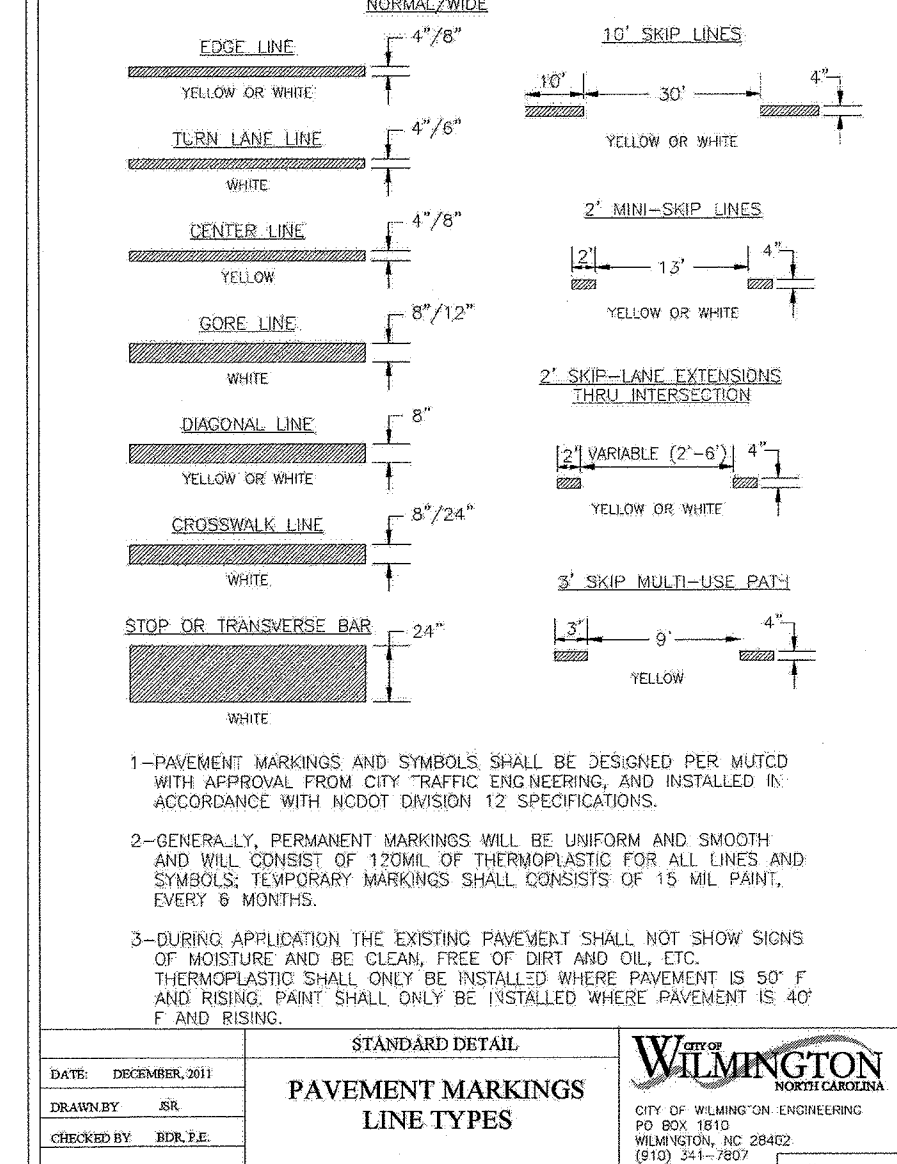 NORMAL/WIDE
EDGE LINE
4"/8"
YELLOW OR WHITE
TURN LANE LINE
4"/6"
WHITE
CENTER LINE
4"/8"
YELLOW
GORE LINE
8"/12"
WHITE
DIAGONAL LINE
8"
YELLOW OR WHITE
CROSSWALK LINE
8"/24"
WHITE
STOP OR TRANSVERSE BAR
24"
WHITE
10' SKIP LINES
10'
30'
4"
YELLOW OR WHITE
2' MINI-SKIP LINES
2'
13'
4"
YELLOW OR WHITE
2' SKIP-LANE EXTENSIONS
THRU INTERSECTION
2'
VARIABLE (2'-6')
4"
YELLOW OR WHITE
3' SKIP MULTI-USE PATH
3'
9'
4"
YELLOW
1-PAVEMENT MARKINGS AND SYMBOLS SHALL BE DESIGNED PER MUTCD
WITH APPROVAL FROM CITY TRAFFIC ENGINEERING, AND INSTALLED IN
ACCORDANCE WITH NCDOT DIVISION 12 SPECIFICATIONS.
2-GENERALLY, PERMANENT MARKINGS WILL BE UNIFORM AND SMOOTH
AND WILL CONSIST OF 120MIL OF THERMOPLASTIC FOR ALL LINES AND
SYMBOLS; TEMPORARY MARKINGS SHALL CONSISTS OF 15 MIL PAINT,
EVERY 6 MONTHS.
3-DURING APPLICATION THE EXISTING PAVEMENT SHALL NOT SHOW SIGNS
OF MOISTURE AND BE CLEAN, FREE OF DIRT AND OIL, ETC.
THERMOPLASTIC SHALL ONLY BE INSTALLED WHERE PAVEMENT IS 50° F
AND RISING. PAINT SHALL ONLY BE INSTALLED WHERE PAVEMENT IS 40°
F AND RISING.
DATE: DECEMBER, 2011
DRAWN BY JSR
CHECKED BY BDR, P.E.
STANDARD DETAIL
PAVEMENT MARKINGS
LINE TYPES
CITY OF
WILMINGTON
NORTH CAROLINA
CITY OF WILMINGTON ENGINEERING
PO BOX 1810
WILMINGTON, NC 28402
(910) 341-7807